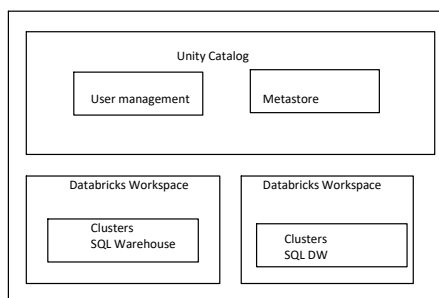 Unity Catalog
User management
Metastore
Databricks Workspace
Clusters
SQL Warehouse
Databricks Workspace
Clusters
SQL DW